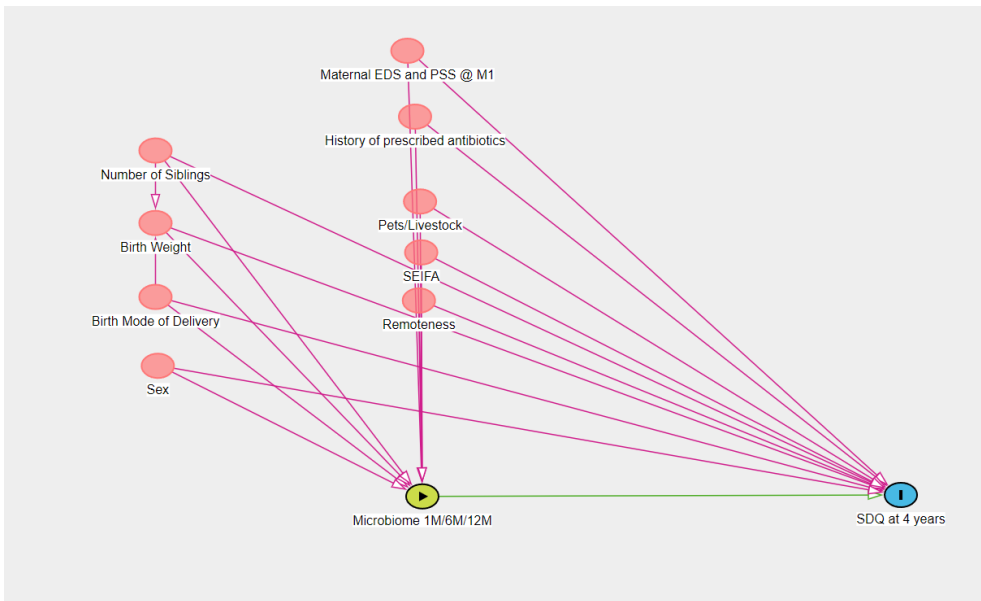 Maternal EDS and PSS @ M1
History of prescribed antibiotics
Number of Siblings
Pets/Livestock
Birth Weight
SEIFA
Birth Mode of Delivery
Remoteness
Sex
Microbiome 1M/6M/12M
SDQ at 4 years